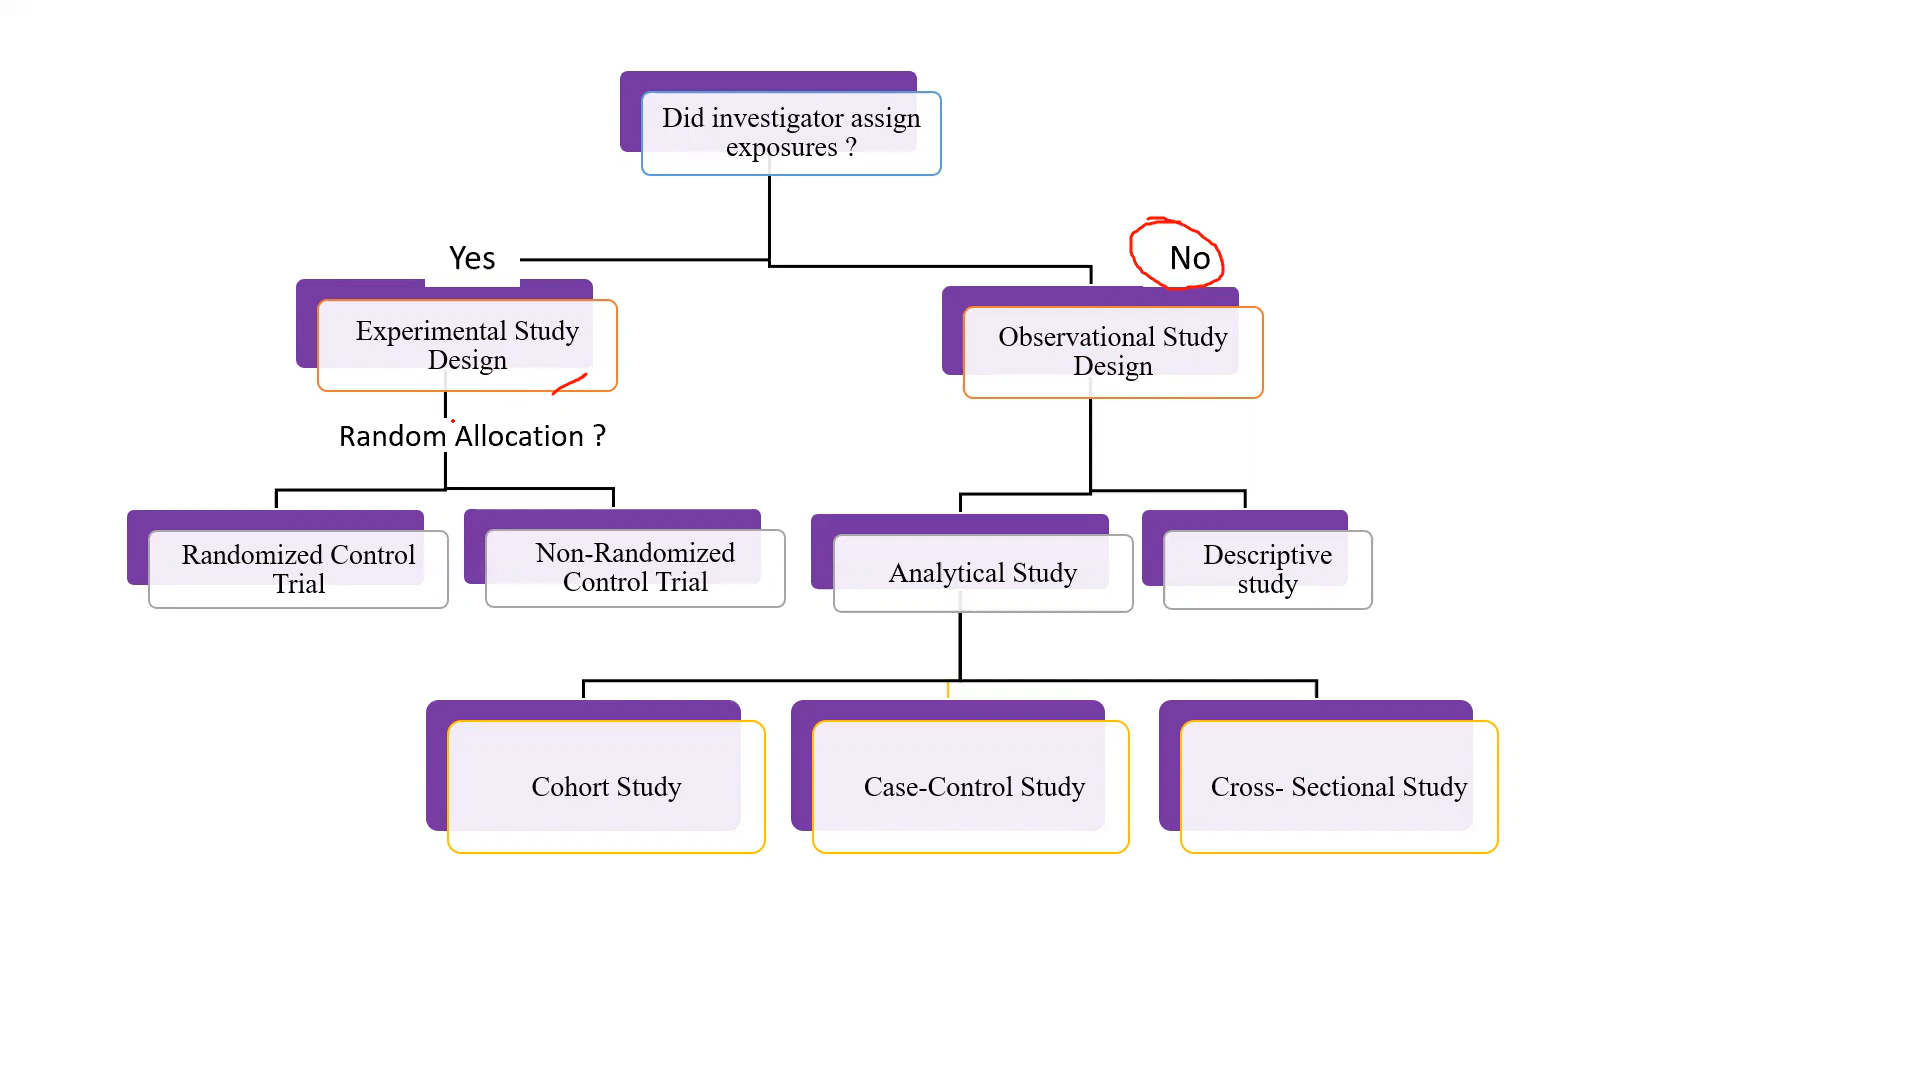 Did investigator assign
exposures ?
Yes
No
Experimental Study
Design
Observational Study
Design
Random Allocation ?
Randomized Control
Trial
Non-Randomized
Control Trial
Analytical Study
Descriptive
study
Cohort Study
Case-Control Study
Cross- Sectional Study